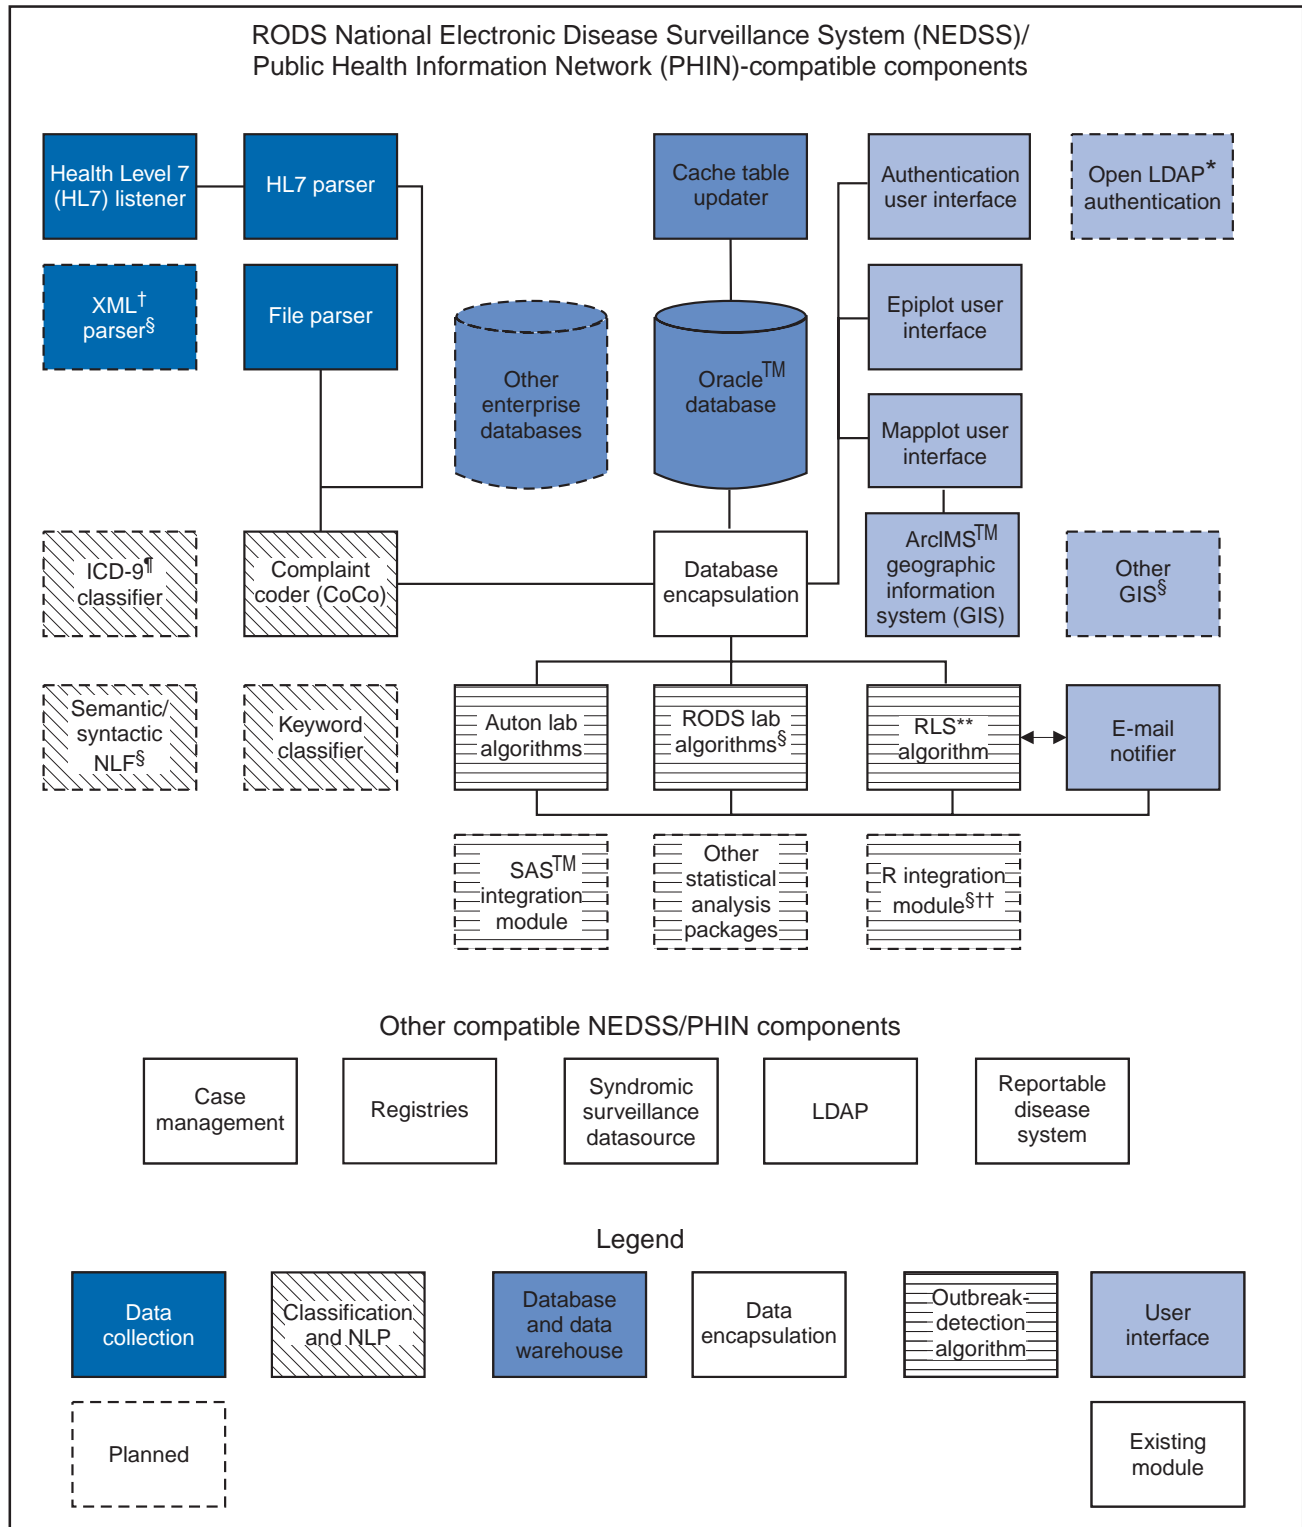 RODS National Electronic Disease Surveillance System (NEDSS)/
Public Health Information Network (PHIN)-compatible components
Health Level 7
(HL7) listener
HL7 parser
Cache table
updater
Authentication
user interface
Open LDAP*
authentication
XML†
parser§
File parser
Other
enterprise
databases
Oracle™
database
Epiplot user
interface
Mapplot user
interface
ICD-9¶
classifier
Complaint
coder (CoCo)
Database
encapsulation
ArcIMS™
geographic
information
system (GIS)
Other
GIS§
Semantic/
syntactic
NLF§
Keyword
classifier
Auton lab
algorithms
RODS lab
algorithms§
RLS**
algorithm
E-mail
notifier
SAS™
integration
module
Other
statistical
analysis
packages
R integration
module§††
Other compatible NEDSS/PHIN components
Case
management
Registries
Syndromic
surveillance
datasource
LDAP
Reportable
disease
system
Legend
Data
collection
Classification
and NLP
Database
and data
warehouse
Data
encapsulation
Outbreak-
detection
algorithm
User
interface
Planned
Existing
module